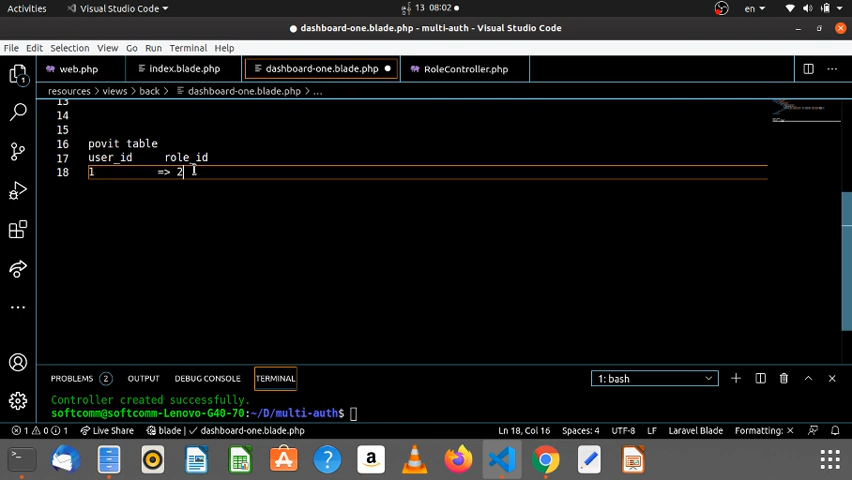 Activities Visual Studio Code 13 08:02 en
dashboard-one.blade.php - multi-auth - Visual Studio Code
File Edit Selection View Go Run Terminal Help
web.php index.blade.php dashboard-one.blade.php RoleController.php
resources > views > back > dashboard-one.blade.php > ...
13
14
15
16 povit table
17 user_id role_id
18 1 => 2
PROBLEMS 2 OUTPUT DEBUG CONSOLE TERMINAL 1: bash
Controller created successfully.
softcomm@softcomm-Lenovo-G40-70:~/D/multi-auth$
1 0 1 Live Share blade dashboard-one.blade.php Ln 18, Col 16 Spaces: 4 UTF-8 LF Laravel Blade Formatting: ×